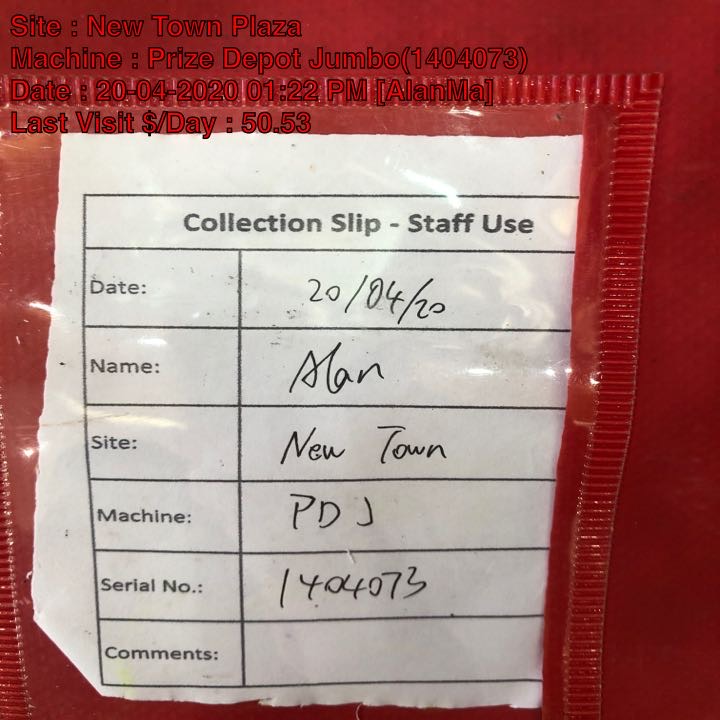 Site : New Town Plaza
Machine : Prize Depot Jumbo(1404073)
Date : 20-04-2020 01:22 PM [AlanMa]
Last Visit $/Day : 50.53
Collection Slip - Staff Use
Date: 20/04/20
Name: Alan
Site: New Town
Machine: PDJ
Serial No.: 1404073
Comments: